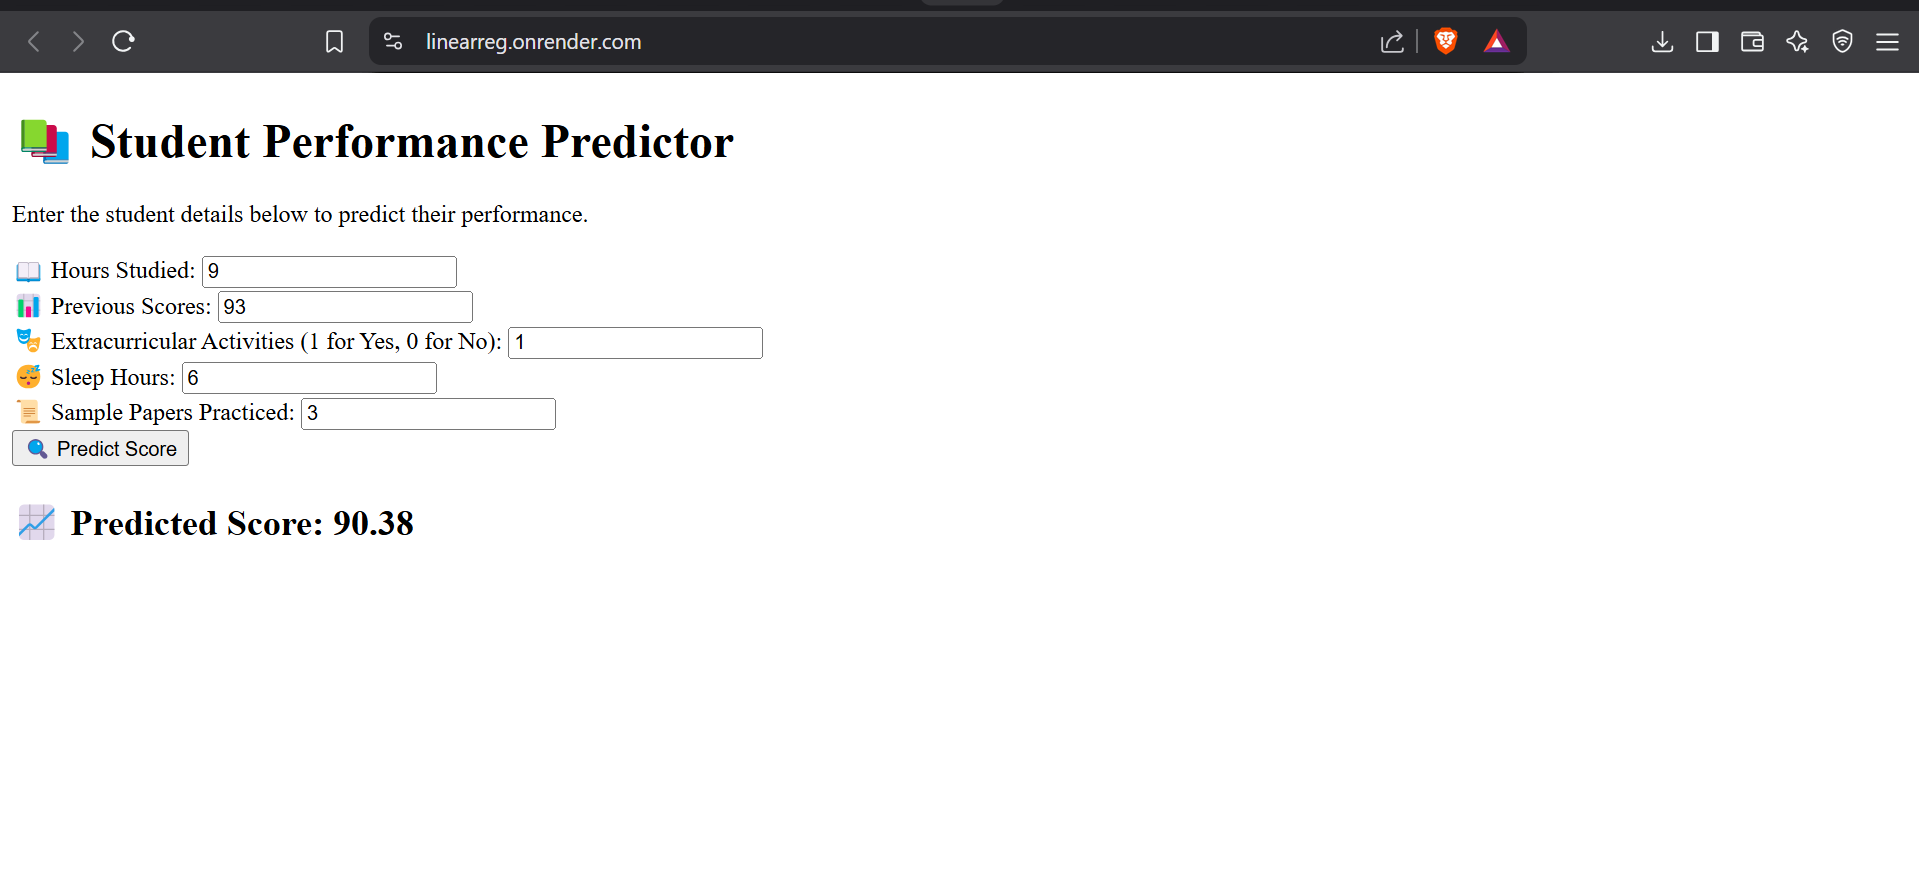 linearreg.onrender.com
Student Performance Predictor
Enter the student details below to predict their performance.
Hours Studied: 9
Previous Scores: 93
Extracurricular Activities (1 for Yes, 0 for No): 1
Sleep Hours: 6
Sample Papers Practiced: 3
Predict Score
Predicted Score: 90.38